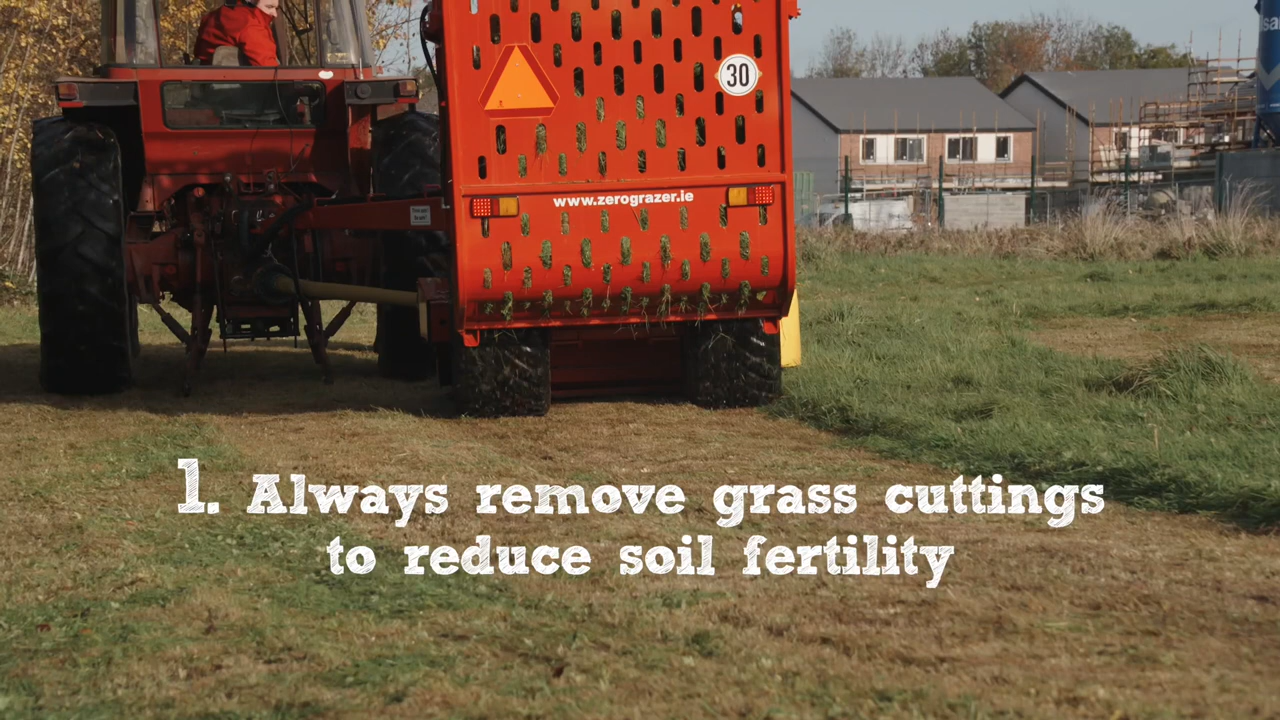 30
www.zerograzer.ie
1. Always remove grass cuttings
to reduce soil fertility